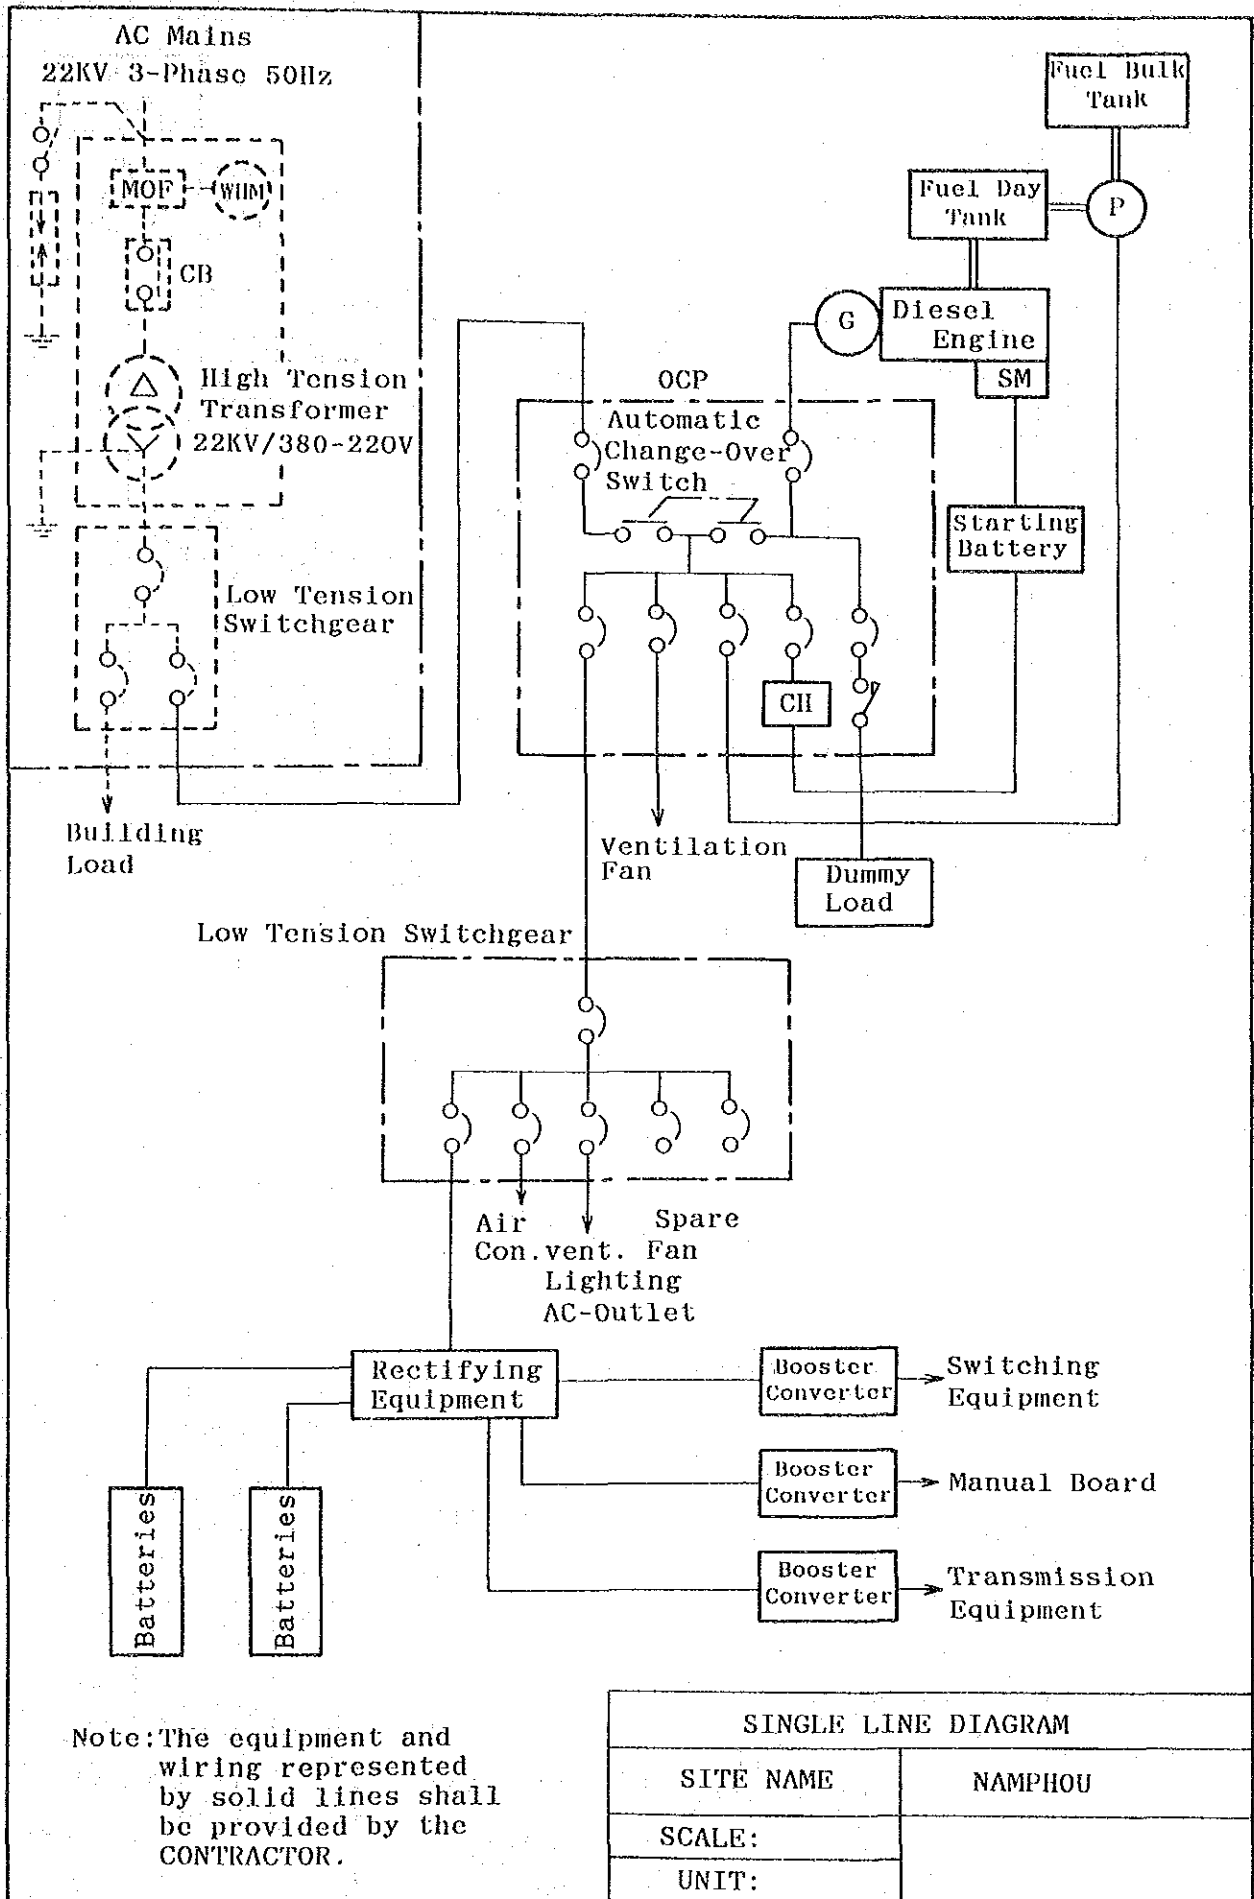 AC Mains
22KV 3-Phase 50Hz
Fuel Bulk
Tank
MOF
WHM
Fuel Day
Tank
P
CB
G
Diesel
Engine
SM
High Tension
Transformer
22KV/380-220V
OCP
Automatic
Change-Over
Switch
Starting
Battery
Low Tension
Switchgear
CH
Building
Load
Ventilation
Fan
Dummy
Load
Low Tension Switchgear
Air
Spare
Con.vent. Fan
Lighting
AC-Outlet
Rectifying
Equipment
Booster
Converter
Switching
Equipment
Booster
Converter
Manual Board
Batteries
Batteries
Booster
Converter
Transmission
Equipment
Note:The equipment and
wiring represented
by solid lines shall
be provided by the
CONTRACTOR.
SINGLE LINE DIAGRAM
SITE NAME
NAMPHOU
SCALE:
UNIT: